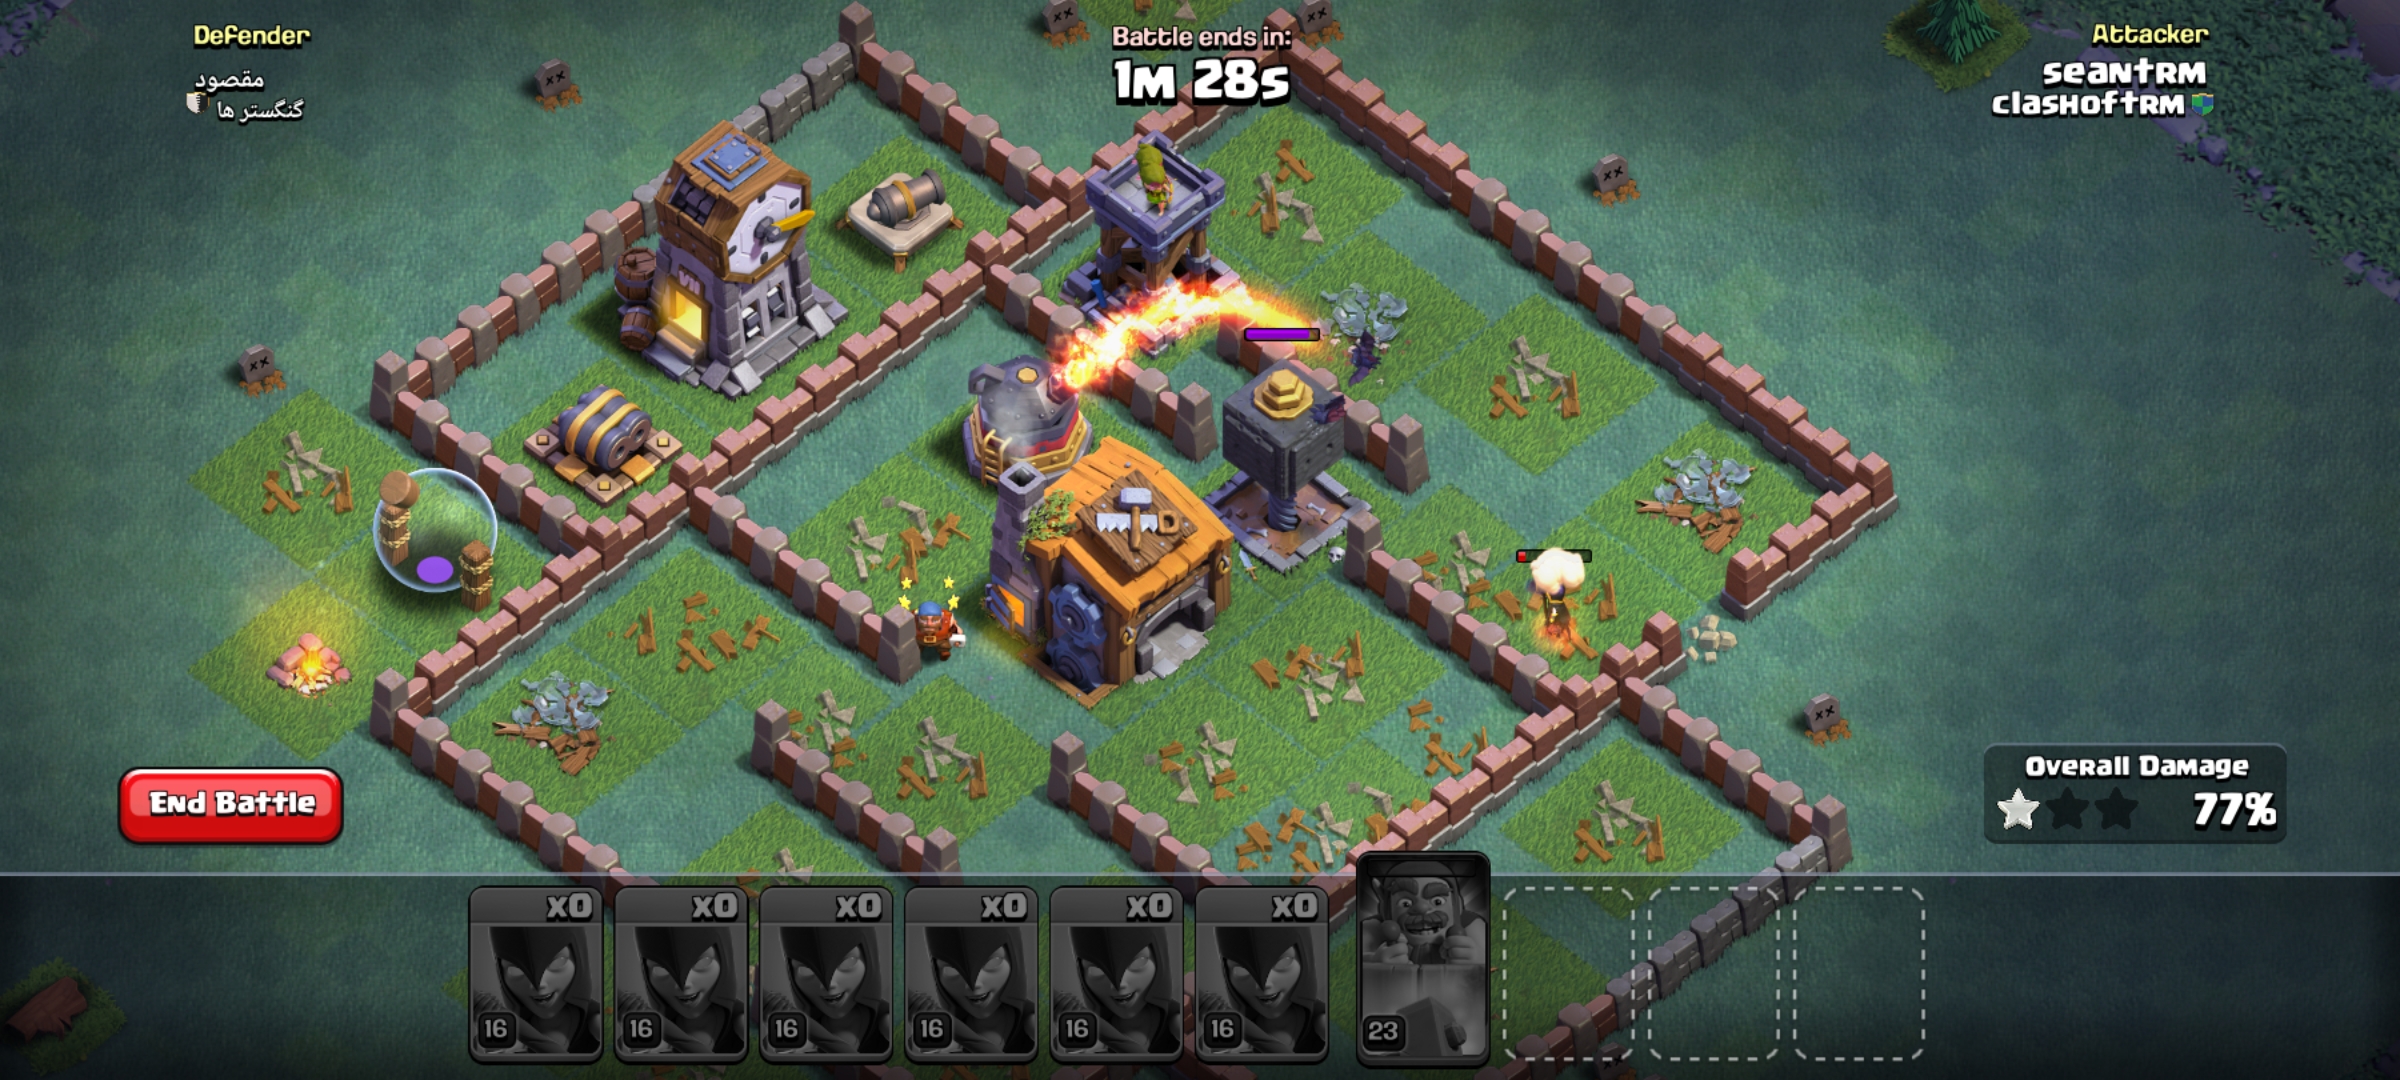 Defender
مقصود
گنگستر ها
Battle ends in:
1M 28s
Attacker
seantRM
clashoftRM
End Battle
Overall Damage
77%
x0
x0
x0
x0
x0
x0
16
16
16
16
16
16
23